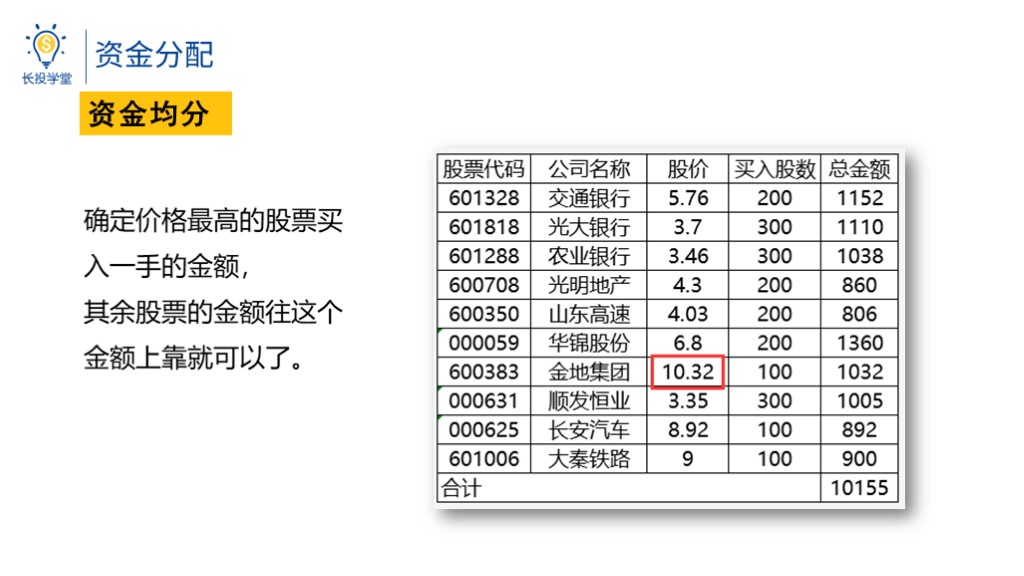 长投学堂
资金分配
资金均分
确定价格最高的股票买
入一手的金额，
其余股票的金额往这个
金额上靠就可以了。
股票代码 公司名称 股价 买入股数 总金额
601328 交通银行 5.76 200 1152
601818 光大银行 3.7 300 1110
601288 农业银行 3.46 300 1038
600708 光明地产 4.3 200 860
600350 山东高速 4.03 200 806
000059 华锦股份 6.8 200 1360
600383 金地集团 10.32 100 1032
000631 顺发恒业 3.35 300 1005
000625 长安汽车 8.92 100 892
601006 大秦铁路 9 100 900
合计 10155